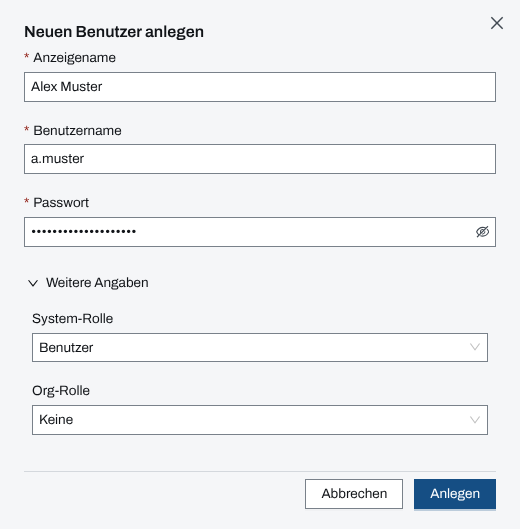 Neuen Benutzer anlegen
* Anzeigename
Alex Muster
* Benutzername
a.muster
* Passwort
••••••••••••••••••••
Weitere Angaben
System-Rolle
Benutzer
Org-Rolle
Keine
Abbrechen
Anlegen